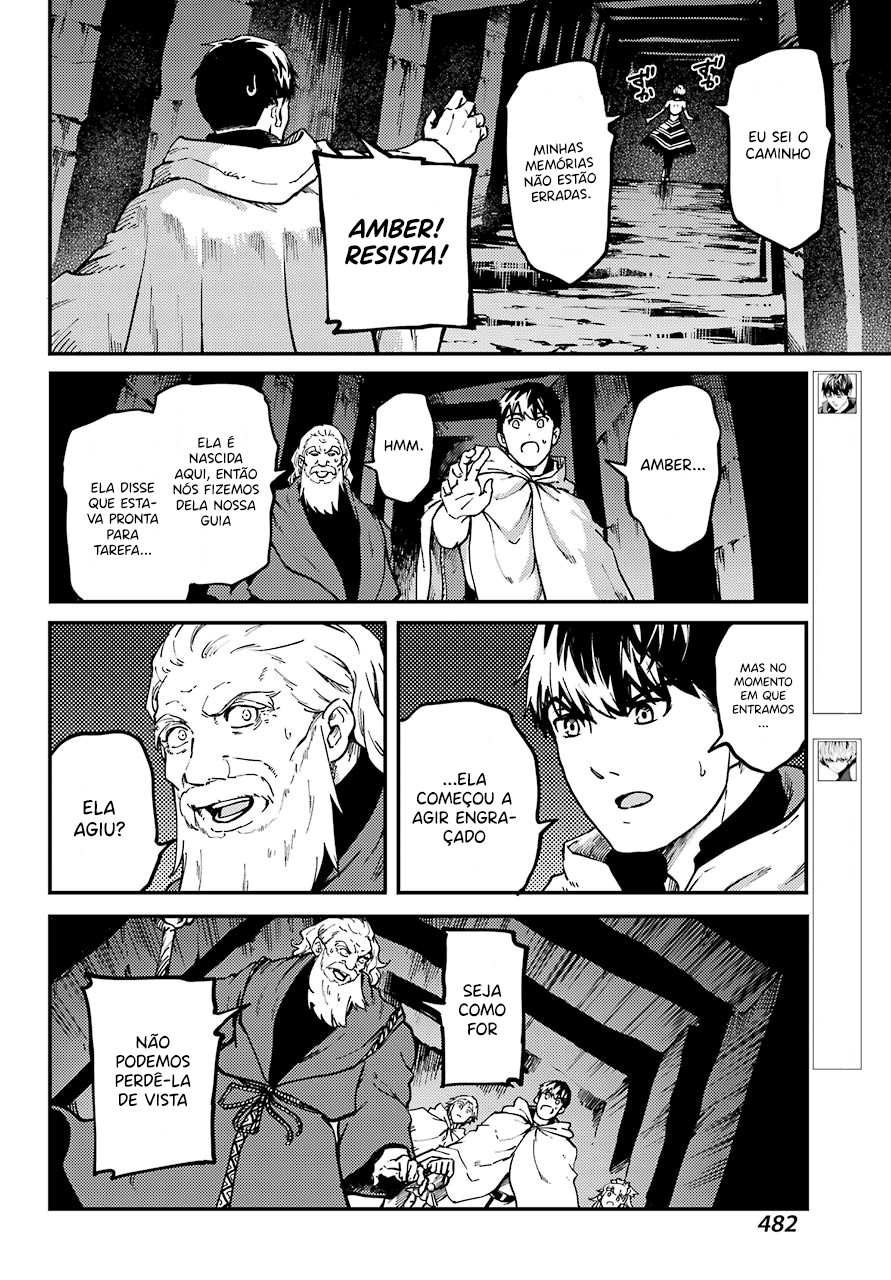 EU SEI O
CAMINHO
MINHAS
MEMÓRIAS
NÃO ESTÃO
ERRADAS.
ズ
ズ
AMBER!
RESISTA!
AMBER...
HMM.
ELA É
NASCIDA
AQUI, ENTÃO
NÓS FIZEMOS
DELA NOSSA
GUIA
ELA DISSE
QUE ESTA-
VA PRONTA
PARA
TAREFA...
MAS NO
MOMENTO
EM QUE
ENTRAMOS
...
...ELA
COMEÇOU A
AGIR ENGRA-
ÇADO
ELA
AGIU?
SEJA
COMO
FOR
NÃO
PODEMOS
PERDÊ-LA
DE VISTA
482